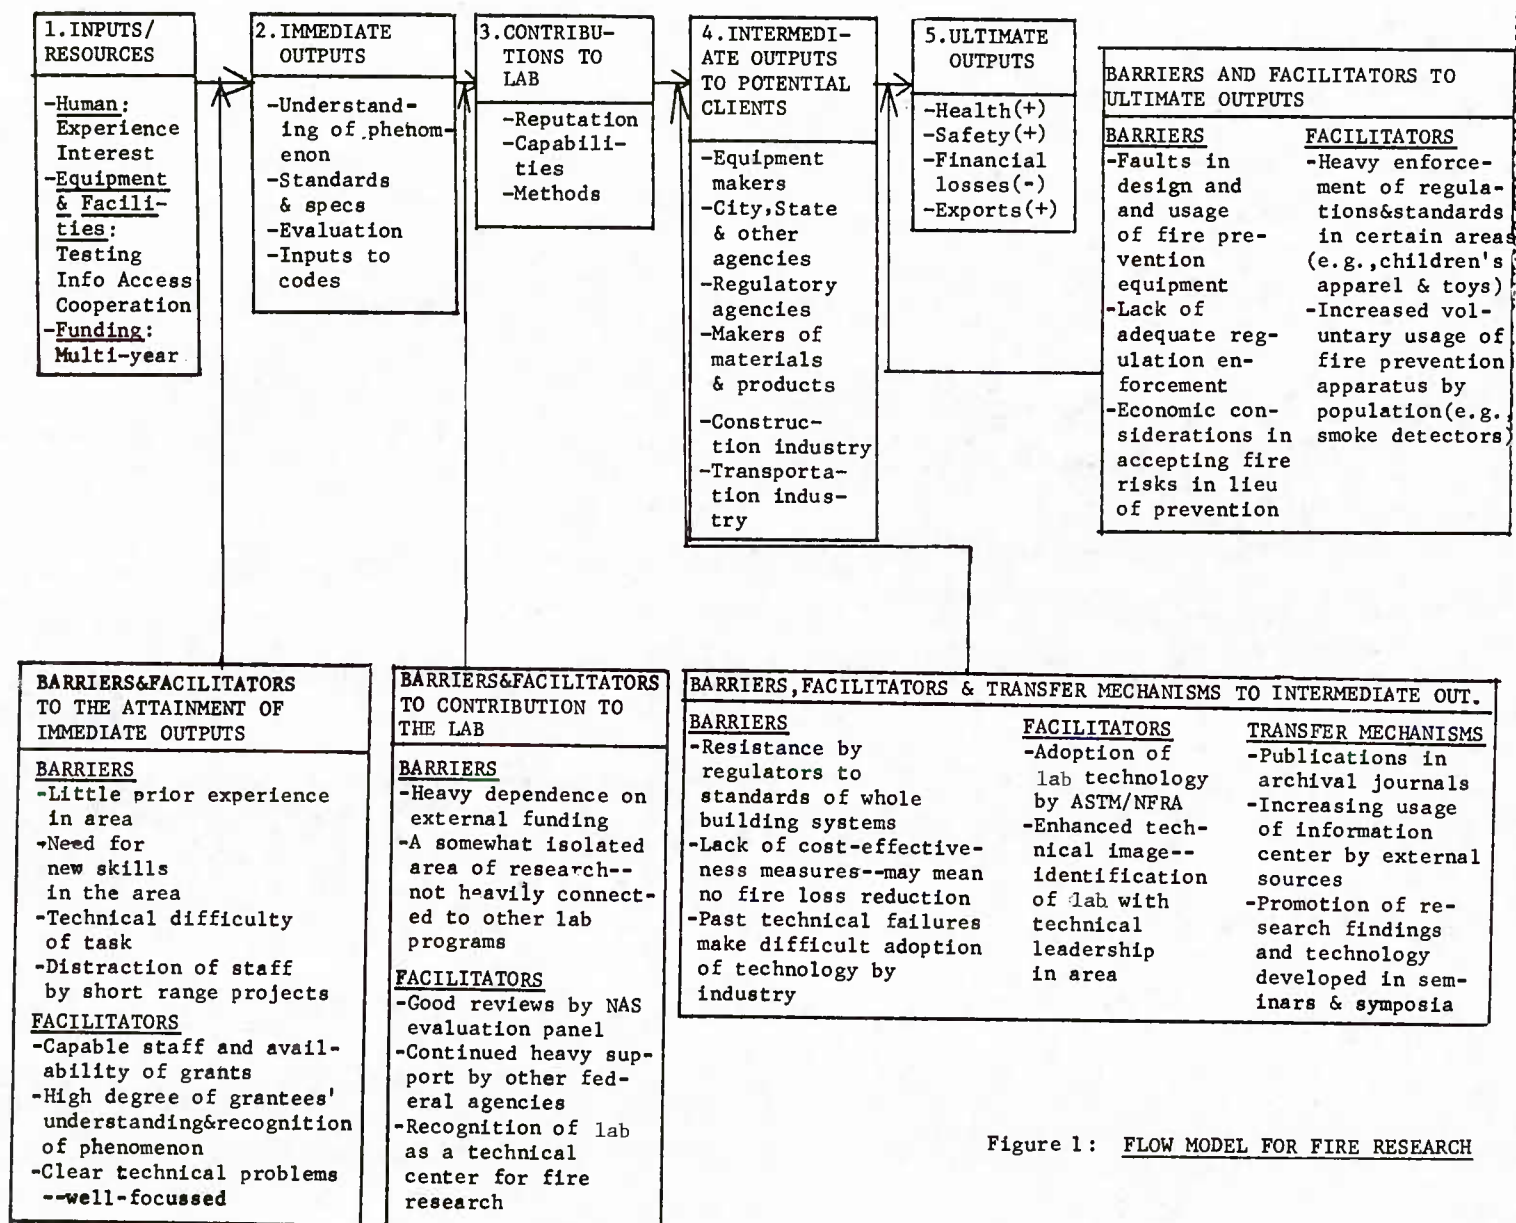 1.INPUTS/
RESOURCES
-Human:
Experience
Interest
-Equipment
& Facili-
ties:
Testing
Info Access
Cooperation
-Funding:
Multi-year
2.IMMEDIATE
OUTPUTS
-Understand-
ing of phenom-
enon
-Standards
& specs
-Evaluation
-Inputs to
codes
3.CONTRIBU-
TIONS TO
LAB
-Reputation
-Capabili-
ties
-Methods
4.INTERMEDI-
ATE OUTPUTS
TO POTENTIAL
CLIENTS
-Equipment
makers
-City,State
& other
agencies
-Regulatory
agencies
-Makers of
materials
& products
-Construc-
tion industry
-Transporta-
tion indus-
try
5.ULTIMATE
OUTPUTS
-Health(+)
-Safety(+)
-Financial
losses(-)
-Exports(+)
BARRIERS AND FACILITATORS TO
ULTIMATE OUTPUTS
BARRIERS
-Faults in
design and
and usage
of fire pre-
vention
equipment
-Lack of
adequate reg-
ulation en-
forcement
-Economic con-
siderations in
accepting fire
risks in lieu
of prevention
FACILITATORS
-Heavy enforce-
ment of regula-
tions&standards
in certain areas
(e.g.,children's
apparel & toys)
-Increased vol-
untary usage of
fire prevention
apparatus by
population(e.g.,
smoke detectors)
BARRIERS&FACILITATORS
TO THE ATTAINMENT OF
IMMEDIATE OUTPUTS
BARRIERS
-Little prior experience
in area
-Need for
new skills
in the area
-Technical difficulty
of task
-Distraction of staff
by short range projects
FACILITATORS
-Capable staff and avail-
ability of grants
-High degree of grantees'
understanding&recognition
of phenomenon
-Clear technical problems
--well-focussed
BARRIERS&FACILITATORS
TO CONTRIBUTION TO
THE LAB
BARRIERS
-Heavy dependence on
external funding
-A somewhat isolated
area of research--
not heavily connect-
ed to other lab
programs
FACILITATORS
-Good reviews by NAS
evaluation panel
-Continued heavy sup-
port by other fed-
eral agencies
-Recognition of lab
as a technical
center for fire
research
BARRIERS,FACILITATORS & TRANSFER MECHANISMS TO INTERMEDIATE OUT.
BARRIERS
-Resistance by
regulators to
standards of whole
building systems
-Lack of cost-effective-
ness measures--may mean
no fire loss reduction
-Past technical failures
make difficult adoption
of technology by
industry
FACILITATORS
-Adoption of
lab technology
by ASTM/NFRA
-Enhanced tech-
nical image--
identification
of lab with
technical
leadership
in area
TRANSFER MECHANISMS
-Publications in
archival journals
-Increasing usage
of information
center by external
sources
-Promotion of re-
search findings
and technology
developed in sem-
inars & symposia
Figure 1: FLOW MODEL FOR FIRE RESEARCH